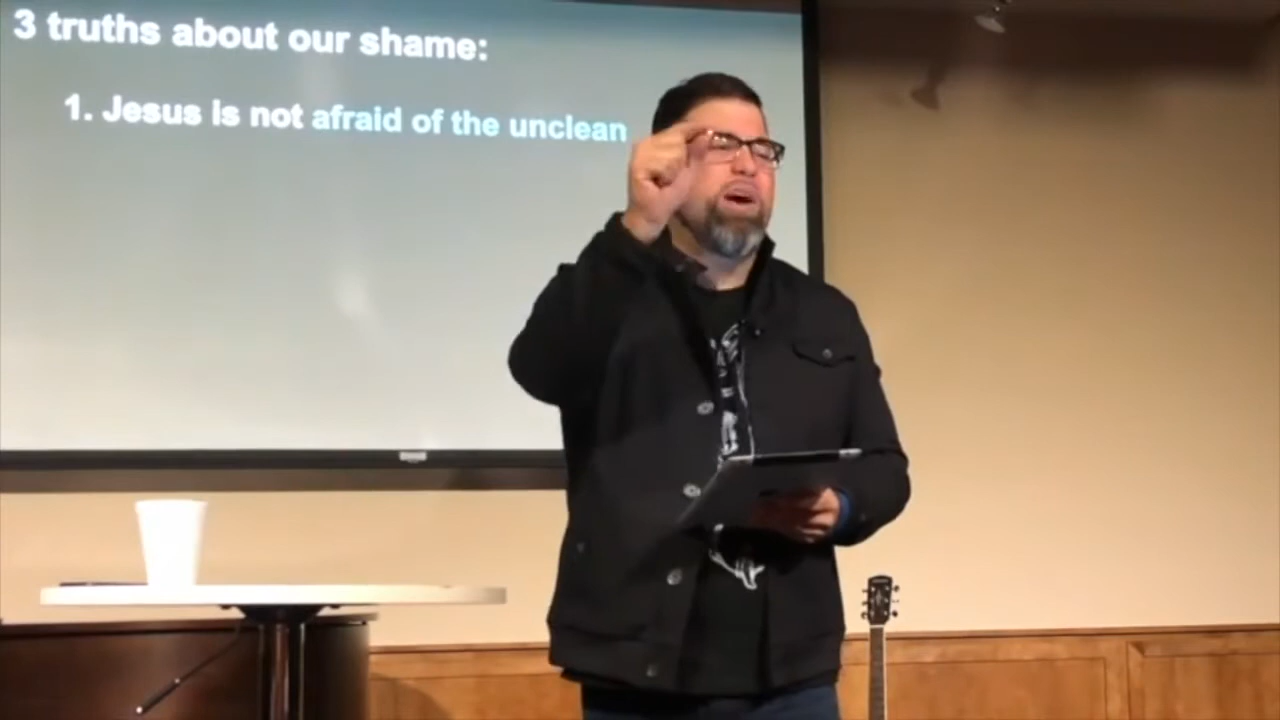 3 truths about our shame:
1. Jesus is not afraid of the unclean